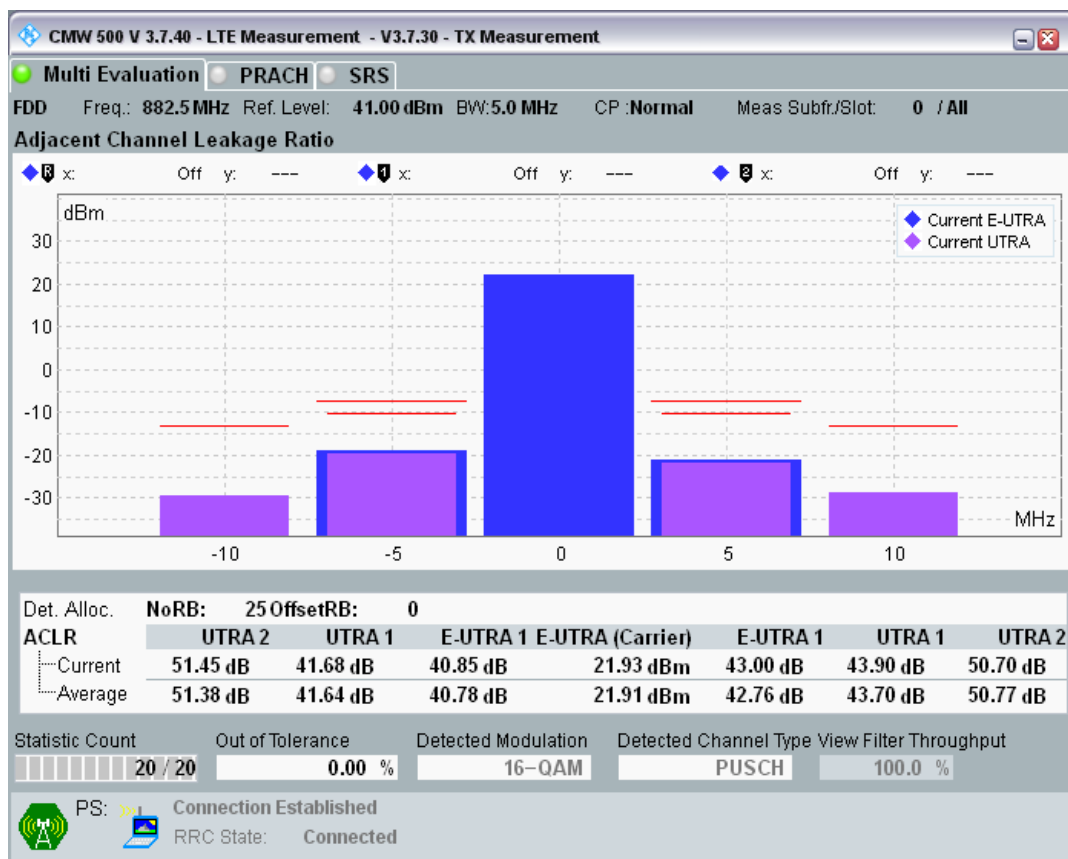 CMW 500 V 3.7.40 - LTE Measurement - V3.7.30 - TX Measurement
Multi Evaluation PRACH SRS
FDD Freq.: 882.5 MHz Ref. Level: 41.00 dBm BW:5.0 MHz CP :Normal Meas Subfr./Slot: 0 / All
Adjacent Channel Leakage Ratio
R x: Off y: --- 1 x: Off y: --- 2 x: Off y: ---
dBm
Current E-UTRA
Current UTRA
30
20
10
0
-10
-20
-30
MHz
-10 -5 0 5 10
Det. Alloc. NoRB: 25 OffsetRB: 0
ACLR UTRA 2 UTRA 1 E-UTRA 1 E-UTRA (Carrier) E-UTRA 1 UTRA 1 UTRA 2
Current 51.45 dB 41.68 dB 40.85 dB 21.93 dBm 43.00 dB 43.90 dB 50.70 dB
Average 51.38 dB 41.64 dB 40.78 dB 21.91 dBm 42.76 dB 43.70 dB 50.77 dB
Statistic Count Out of Tolerance Detected Modulation Detected Channel Type View Filter Throughput
20 / 20 0.00 % 16-QAM PUSCH 100.0 %
PS: Connection Established
RRC State: Connected